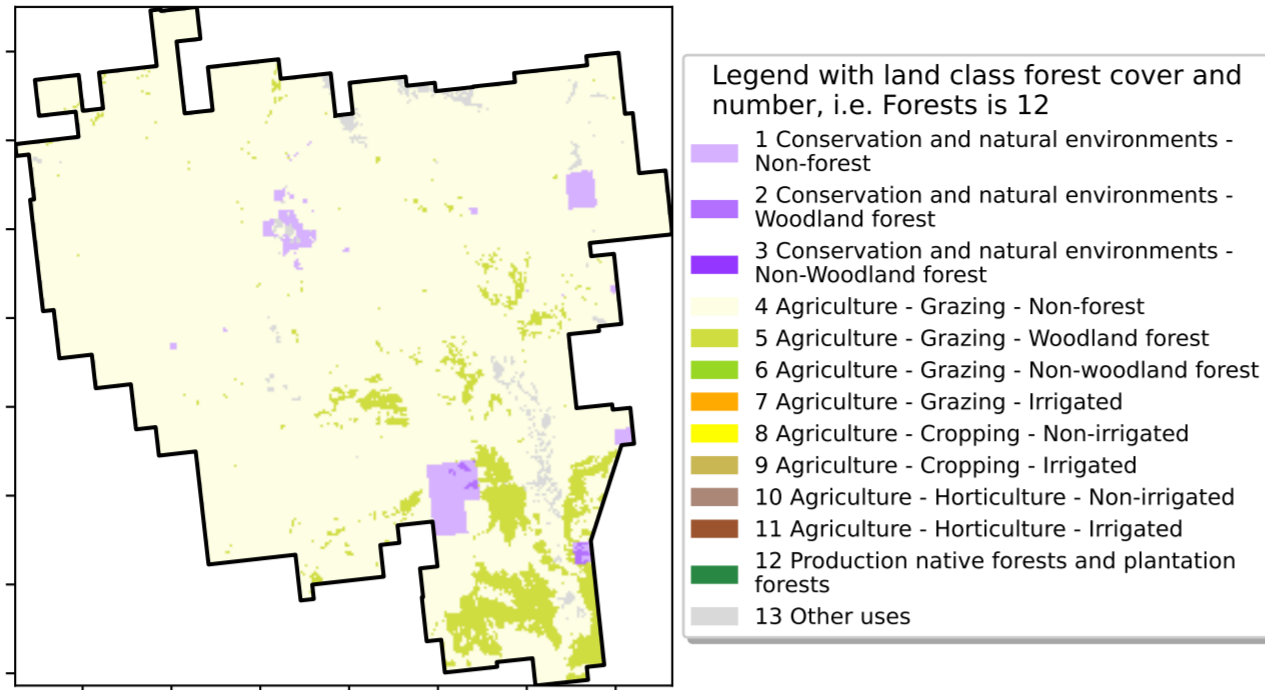 Legend with land class forest cover and
number, i.e. Forests is 12
1 Conservation and natural environments -
Non-forest
2 Conservation and natural environments -
Woodland forest
3 Conservation and natural environments -
Non-Woodland forest
4 Agriculture - Grazing - Non-forest
5 Agriculture - Grazing - Woodland forest
6 Agriculture - Grazing - Non-woodland forest
7 Agriculture - Grazing - Irrigated
8 Agriculture - Cropping - Non-irrigated
9 Agriculture - Cropping - Irrigated
10 Agriculture - Horticulture - Non-irrigated
11 Agriculture - Horticulture - Irrigated
12 Production native forests and plantation
forests
13 Other uses